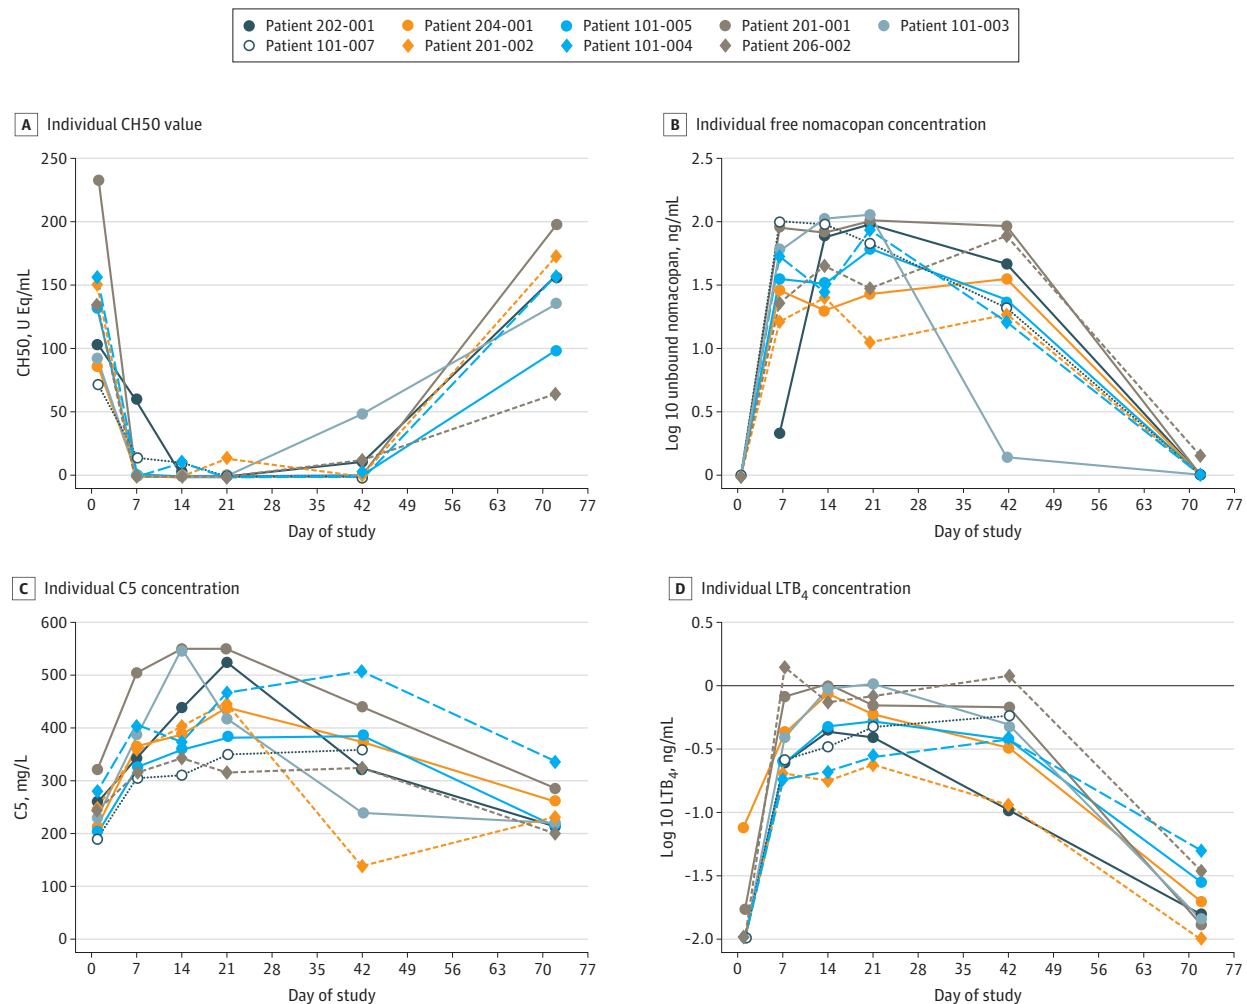 Patient 202-001 Patient 204-001 Patient 101-005 Patient 201-001 Patient 101-003
Patient 101-007 Patient 201-002 Patient 101-004 Patient 206-002
A Individual CH50 value
CH50, U Eq/mL
250
200
150
100
50
0
0 7 14 21 28 35 42 49 56 63 70 77
Day of study
B Individual free nomacopan concentration
Log 10 unbound nomacopan, ng/mL
2.5
2.0
1.5
1.0
0.5
0
0 7 14 21 28 35 42 49 56 63 70 77
Day of study
C Individual C5 concentration
C5, mg/L
600
500
400
300
200
100
0
0 7 14 21 28 35 42 49 56 63 70 77
Day of study
D Individual LTB4 concentration
Log 10 LTB4, ng/mL
0.5
0
-0.5
-1.0
-1.5
-2.0
0 7 14 21 28 35 42 49 56 63 70 77
Day of study